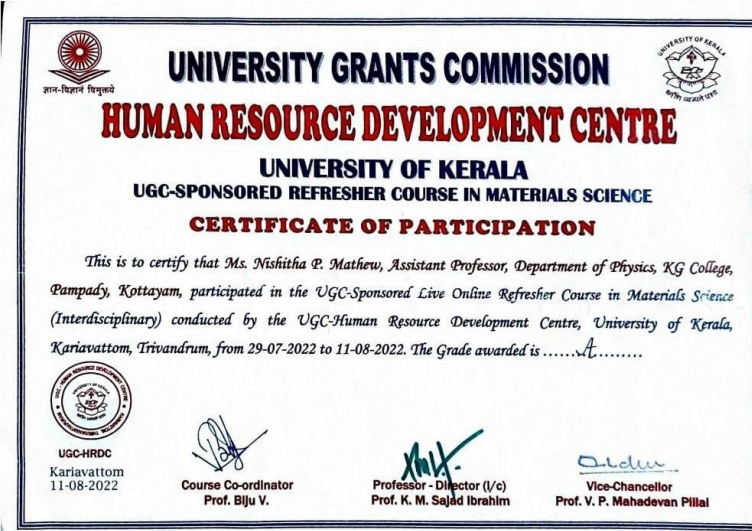 UNIVERSITY OF KERALA
ज्ञान-विज्ञानं विमुक्तये
UNIVERSITY GRANTS COMMISSION
HUMAN RESOURCE DEVELOPMENT CENTRE
UNIVERSITY OF KERALA
UGC-SPONSORED REFRESHER COURSE IN MATERIALS SCIENCE
CERTIFICATE OF PARTICIPATION
This is to certify that Ms. Nishitha P. Mathew, Assistant Professor, Department of Physics, KG College,
Pampady, Kottayam, participated in the UGC-Sponsored Live Online Refresher Course in Materials Science
(Interdisciplinary) conducted by the UGC-Human Resource Development Centre, University of Kerala,
Kariavattom, Trivandrum, from 29-07-2022 to 11-08-2022. The Grade awarded is ......A.........
UGC-HRDC
Kariavattom
11-08-2022
Course Co-ordinator
Prof. Biju V.
Professor - Director (i/c)
Prof. K. M. Sajad Ibrahim
Vice-Chancellor
Prof. V. P. Mahadevan Pillai